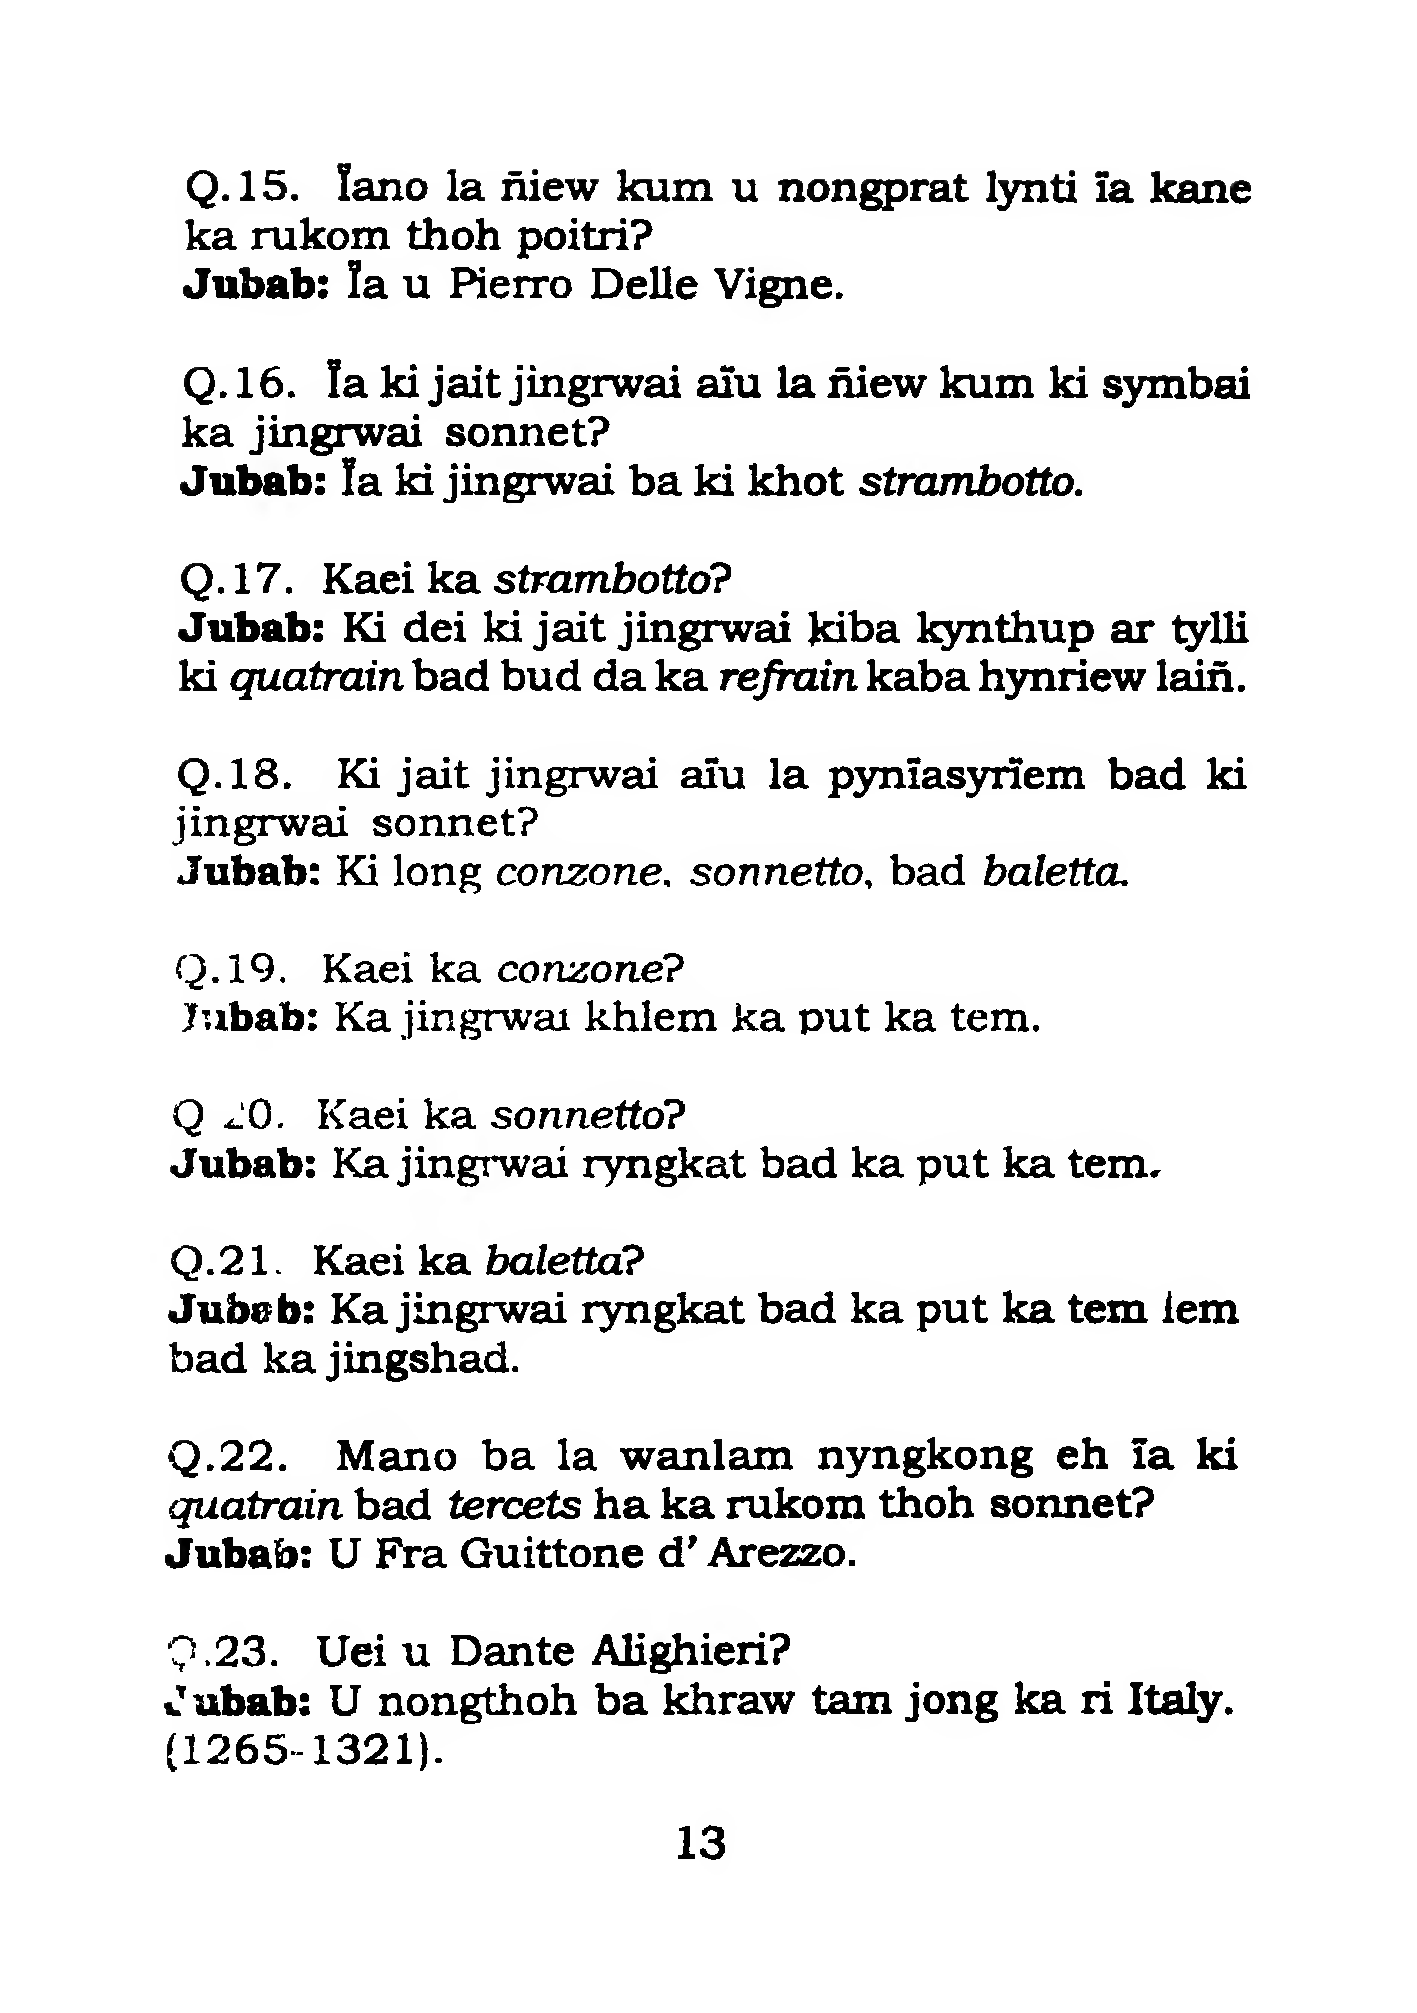 Q.15. Ïano la ñiew kum u nongprat lynti ïa kane
ka rukom thoh poitri?
Jubab: Ïa u Pierro Delle Vigne.
Q.16. Ïa ki jait jingrwai aïu la ñiew kum ki symbai
ka jingrwai sonnet?
Jubab: Ïa ki jingrwai ba ki khot strambotto.
Q.17. Kaei ka strambotto?
Jubab: Ki dei ki jait jingrwai kiba kynthup ar tylli
ki quatrain bad bud da ka refrain kaba hynriew laiñ.
Q.18. Ki jait jingrwai aïu la pynïasyrïem bad ki
jingrwai sonnet?
Jubab: Ki long conzone, sonnetto, bad baletta.
Q.19. Kaei ka conzone?
Jubab: Ka jingrwai khlem ka put ka tem.
Q 20. Kaei ka sonnetto?
Jubab: Ka jingrwai ryngkat bad ka put ka tem.
Q.21. Kaei ka baletta?
Jubab: Ka jingrwai ryngkat bad ka put ka tem lem
bad ka jingshad.
Q.22. Mano ba la wanlam nyngkong eh ïa ki
quatrain bad tercets ha ka rukom thoh sonnet?
Jubab: U Fra Guittone d' Arezzo.
Q.23. Uei u Dante Alighieri?
Jubab: U nongthoh ba khraw tam jong ka ri Italy.
(1265-1321).
13